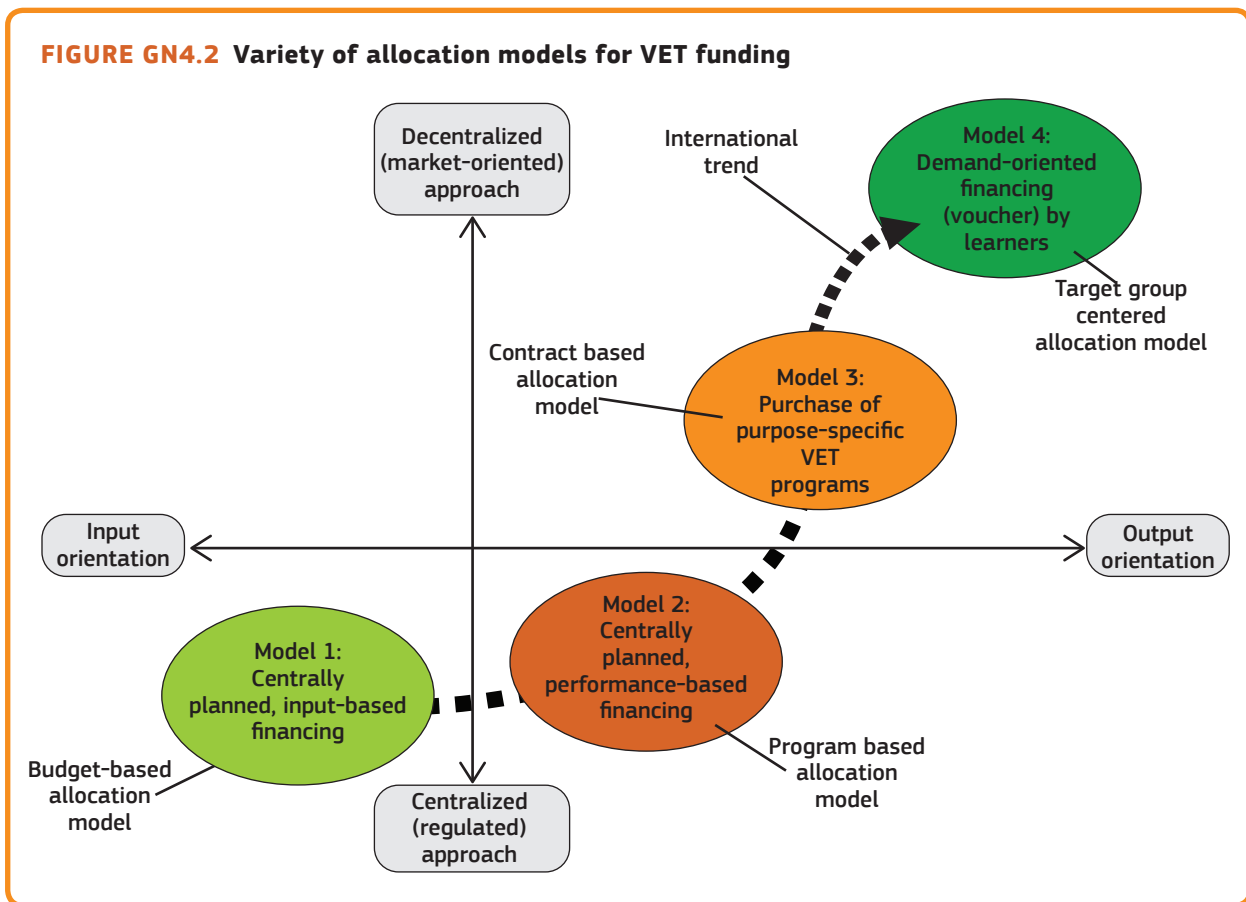 FIGURE GN4.2 Variety of allocation models for VET funding
Decentralized
(market-oriented)
approach
International
trend
Model 4:
Demand-oriented
financing
(voucher) by
learners
Target group
centered
allocation model
Contract based
allocation
model
Model 3:
Purchase of
purpose-specific
VET
programs
Input
orientation
Output
orientation
Model 1:
Centrally
planned, input-based
financing
Model 2:
Centrally
planned,
performance-based
financing
Budget-based
allocation
model
Program based
allocation
model
Centralized
(regulated)
approach